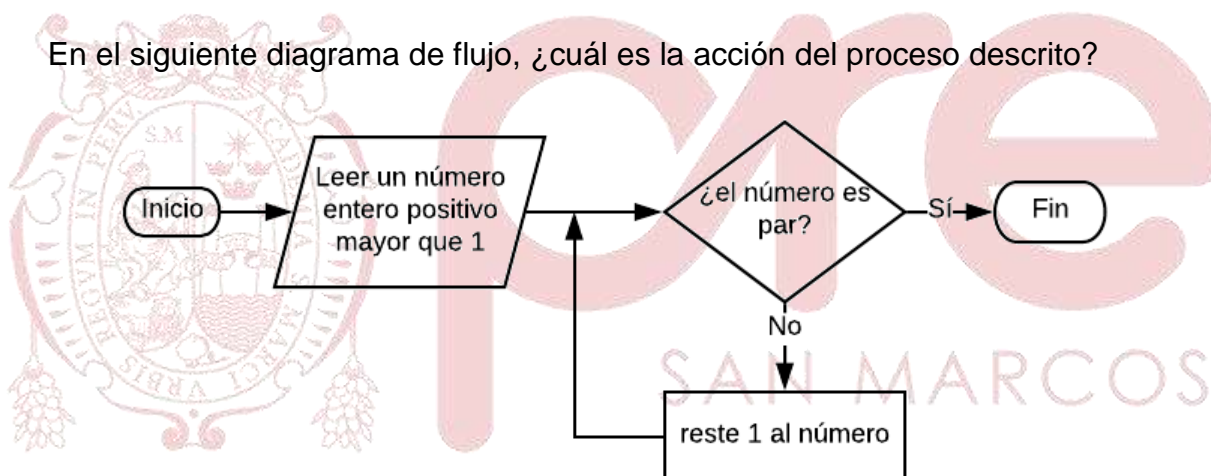 En el siguiente diagrama de flujo, ¿cuál es la acción del proceso descrito?
Inicio
Leer un número
entero positivo
mayor que 1
¿el número es
par?
Sí
Fin
No
reste 1 al número
pre
SAN MARCOS
S.M